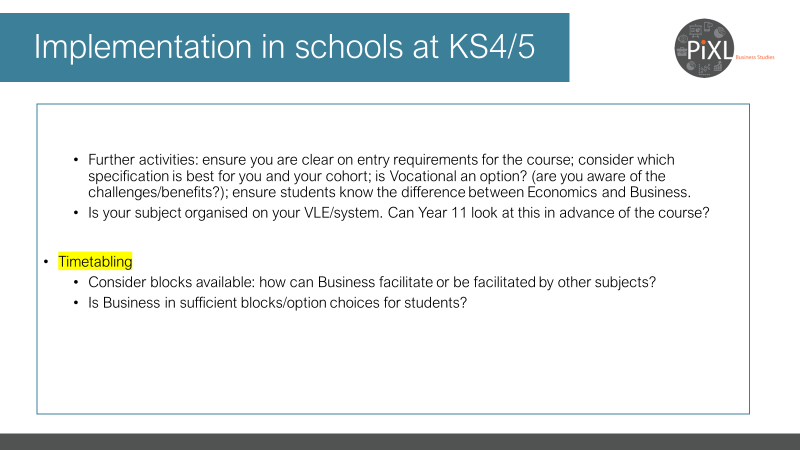 Implementation in schools at KS4/5
PiXL
Business Studies
• Further activities: ensure you are clear on entry requirements for the course; consider which
specification is best for you and your cohort; is Vocational an option? (are you aware of the
challenges/benefits?); ensure students know the difference between Economics and Business.
• Is your subject organised on your VLE/system. Can Year 11 look at this in advance of the course?
• Timetabling
• Consider blocks available: how can Business facilitate or be facilitated by other subjects?
• Is Business in sufficient blocks/option choices for students?